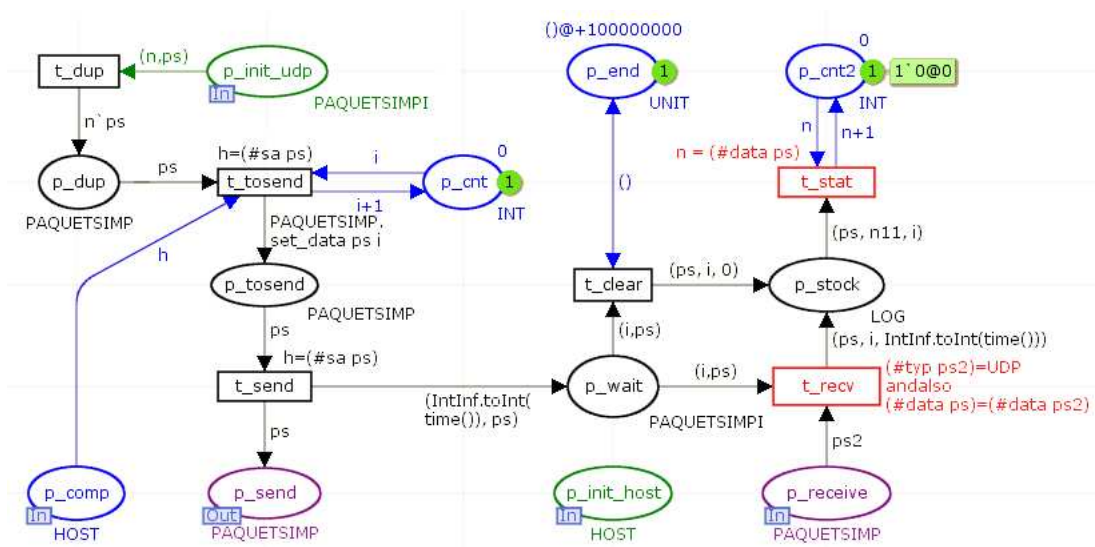 ()@+100000000
0
0
(n,ps)
t_dup
p_init_udp
In
PAQUETSIMPI
p_end
1
UNIT
p_cnt2
1
1`0@0
INT
n`ps
n
n+1
h=(#sa ps)
i
0
n = (#data ps)
p_dup
ps
t_tosend
p_cnt
1
()
t_stat
PAQUETSIMP
i+1
INT
PAQUETSIMP.
set_data ps i
h
(ps, n11, i)
p_tosend
PAQUETSIMP
t_clear
(ps, i, 0)
p_stock
LOG
ps
(i,ps)
(ps, i, IntInf.toInt(time()))
h=(#sa ps)
t_send
(IntInf.toInt(
time()), ps)
p_wait
PAQUETSIMPI
(i,ps)
t_recv
(#typ ps2)=UDP
andalso
(#data ps)=(#data ps2)
ps
ps2
p_comp
In
HOST
p_send
Out
PAQUETSIMP
p_init_host
In
HOST
p_receive
In
PAQUETSIMP